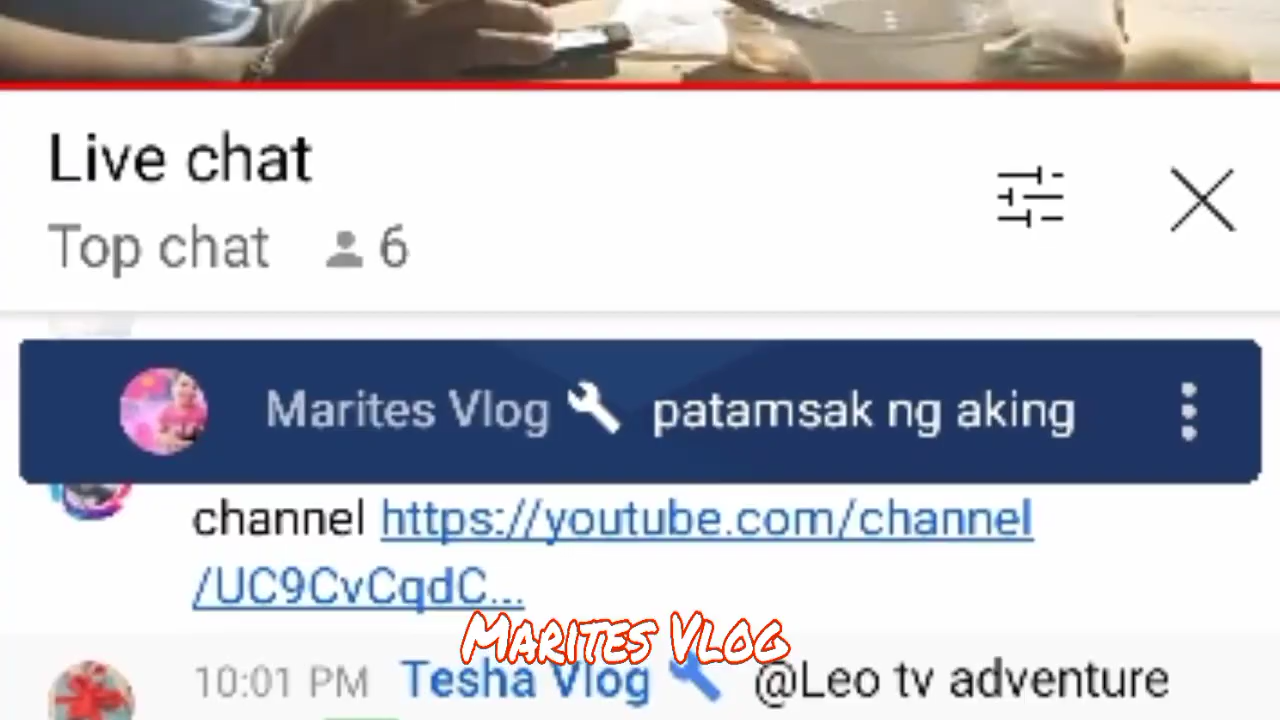 Live chat
Top chat 6
Marites Vlog patamsak ng aking
channel https://youtube.com/channel
/UC9CvCqdC...
Marites Vlog
10:01 PM Tesha Vlog @Leo tv adventure